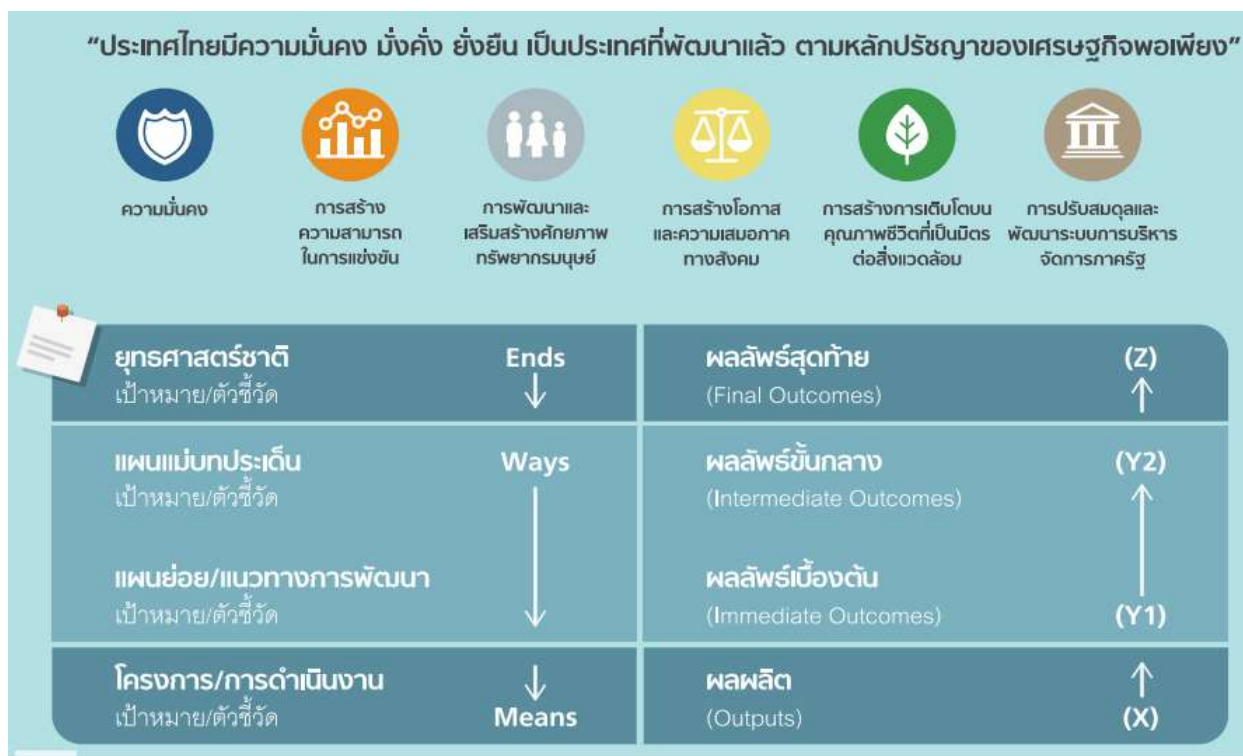 “ประเทศไทยมีความมั่นคง มั่งคั่ง ยั่งยืน เป็นประเทศที่พัฒนาแล้ว ตามหลักปรัชญาของเศรษฐกิจพอเพียง”
ความมั่นคง
การสร้าง
ความสามารถ
ในการแข่งขัน
การพัฒนาและ
เสริมสร้างศักยภาพ
ทรัพยากรมนุษย์
การสร้างโอกาส
และความเสมอภาค
ทางสังคม
การสร้างการเติบโตบน
คุณภาพชีวิตที่เป็นมิตร
ต่อสิ่งแวดล้อม
การปรับสมดุลและ
พัฒนาระบบการบริหาร
จัดการภาครัฐ
ยุทธศาสตร์ชาติ Ends
เป้าหมาย/ตัวชี้วัด
ผลลัพธ์สุดท้าย (Z)
(Final Outcomes)
แผนแม่บทประเด็น Ways
เป้าหมาย/ตัวชี้วัด
ผลลัพธ์ขั้นกลาง (Y2)
(Intermediate Outcomes)
แผนย่อย/แนวทางการพัฒนา
เป้าหมาย/ตัวชี้วัด
ผลลัพธ์เบื้องต้น
(Immediate Outcomes) (Y1)
โครงการ/การดำเนินงาน
เป้าหมาย/ตัวชี้วัด Means
ผลผลิต
(Outputs) (X)